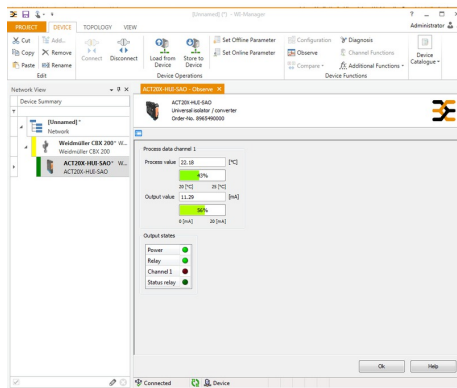 [Unnamed] (*) - WI-Manager
PROJECT DEVICE TOPOLOGY VIEW Administrator
Cut Add...
Copy Remove
Paste Rename
Connect Disconnect
Load from Device
Store to Device
Set Offline Parameter
Set Online Parameter
Configuration Diagnosis
Observe Channel Functions
Compare Additional Functions
Device Catalogue
Edit Device Operations Device Functions
Network View
ACT20X-HUI-SAO - Observe
Device Summary
[Unnamed]*
Network
Weidmüller CBX 200* W...
Weidmüller CBX 200
ACT20X-HUI-SAO* W...
ACT20X-HUI-SAO
ACT20X-HUI-SAO
Universal isolator / converter
Order-No. 8965490000
Process data channel 1
Process value 22.18 [°C]
43%
20 [°C] 25 [°C]
Output value 11.29 [mA]
56%
0 [mA] 20 [mA]
Output states
Power
Relay
Channel 1
Status relay
Ok Help
Connected Device